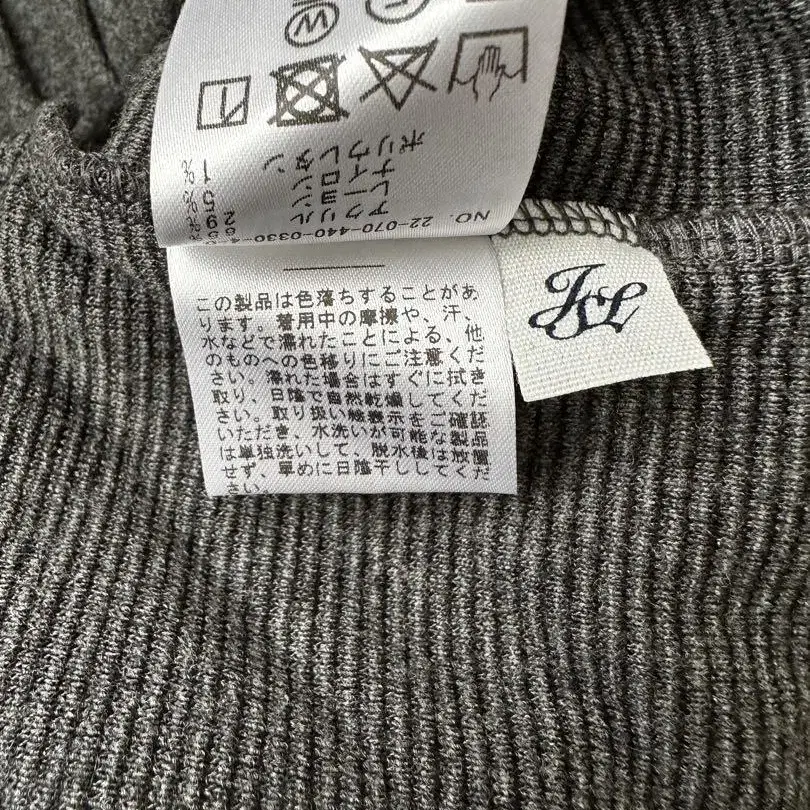 NO. 22-070-440-0330-
アクリル
レーヨン
ナイロン
ポリウレタン
この製品は色落ちすることがあ
ります。着用中の摩擦や、汗、
水などで濡れたことによる、他
のものへの色移りにご注意くだ
さい。濡れた場合はすぐに拭き
取り、日陰で自然乾燥してくだ
さい。取り扱い絵表示をご確認
いただき、水洗いが可能な製品
は単独洗いして、脱水後は放置
せず、早めに日陰干ししてくだ
さい。
W